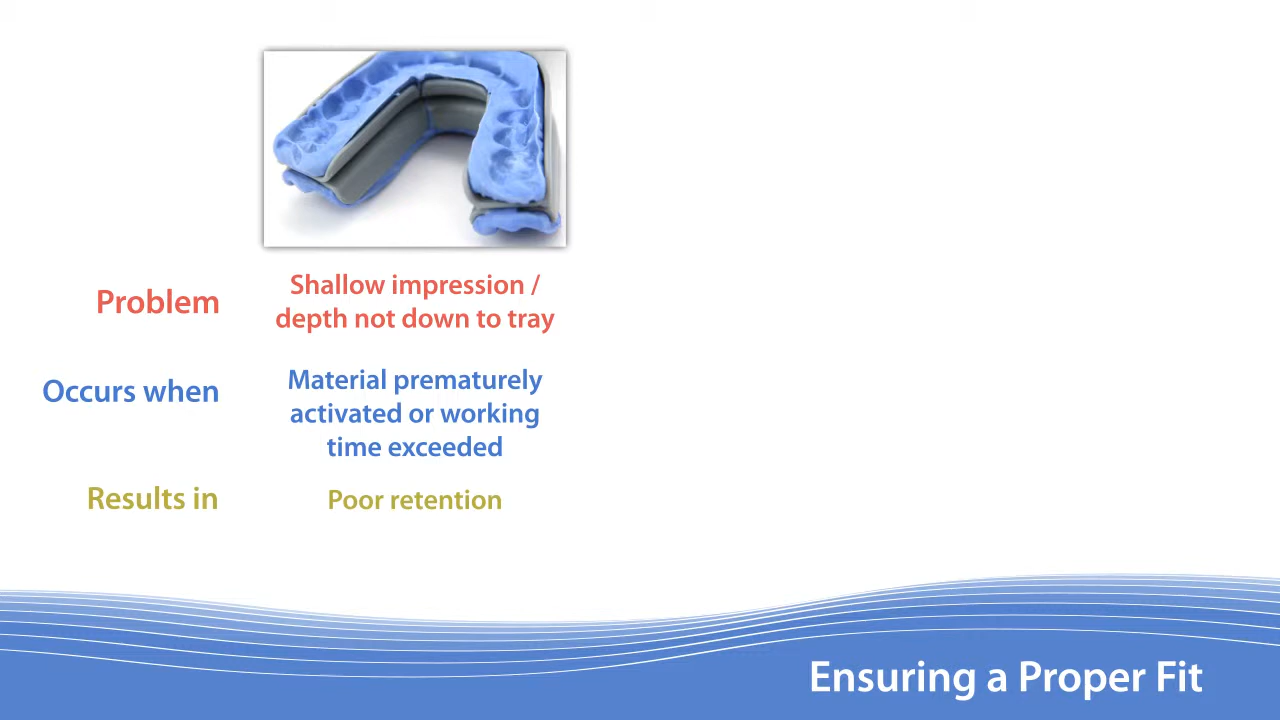 Problem
Shallow impression /
depth not down to tray
Occurs when
Material prematurely
activated or working
time exceeded
Results in
Poor retention
Ensuring a Proper Fit